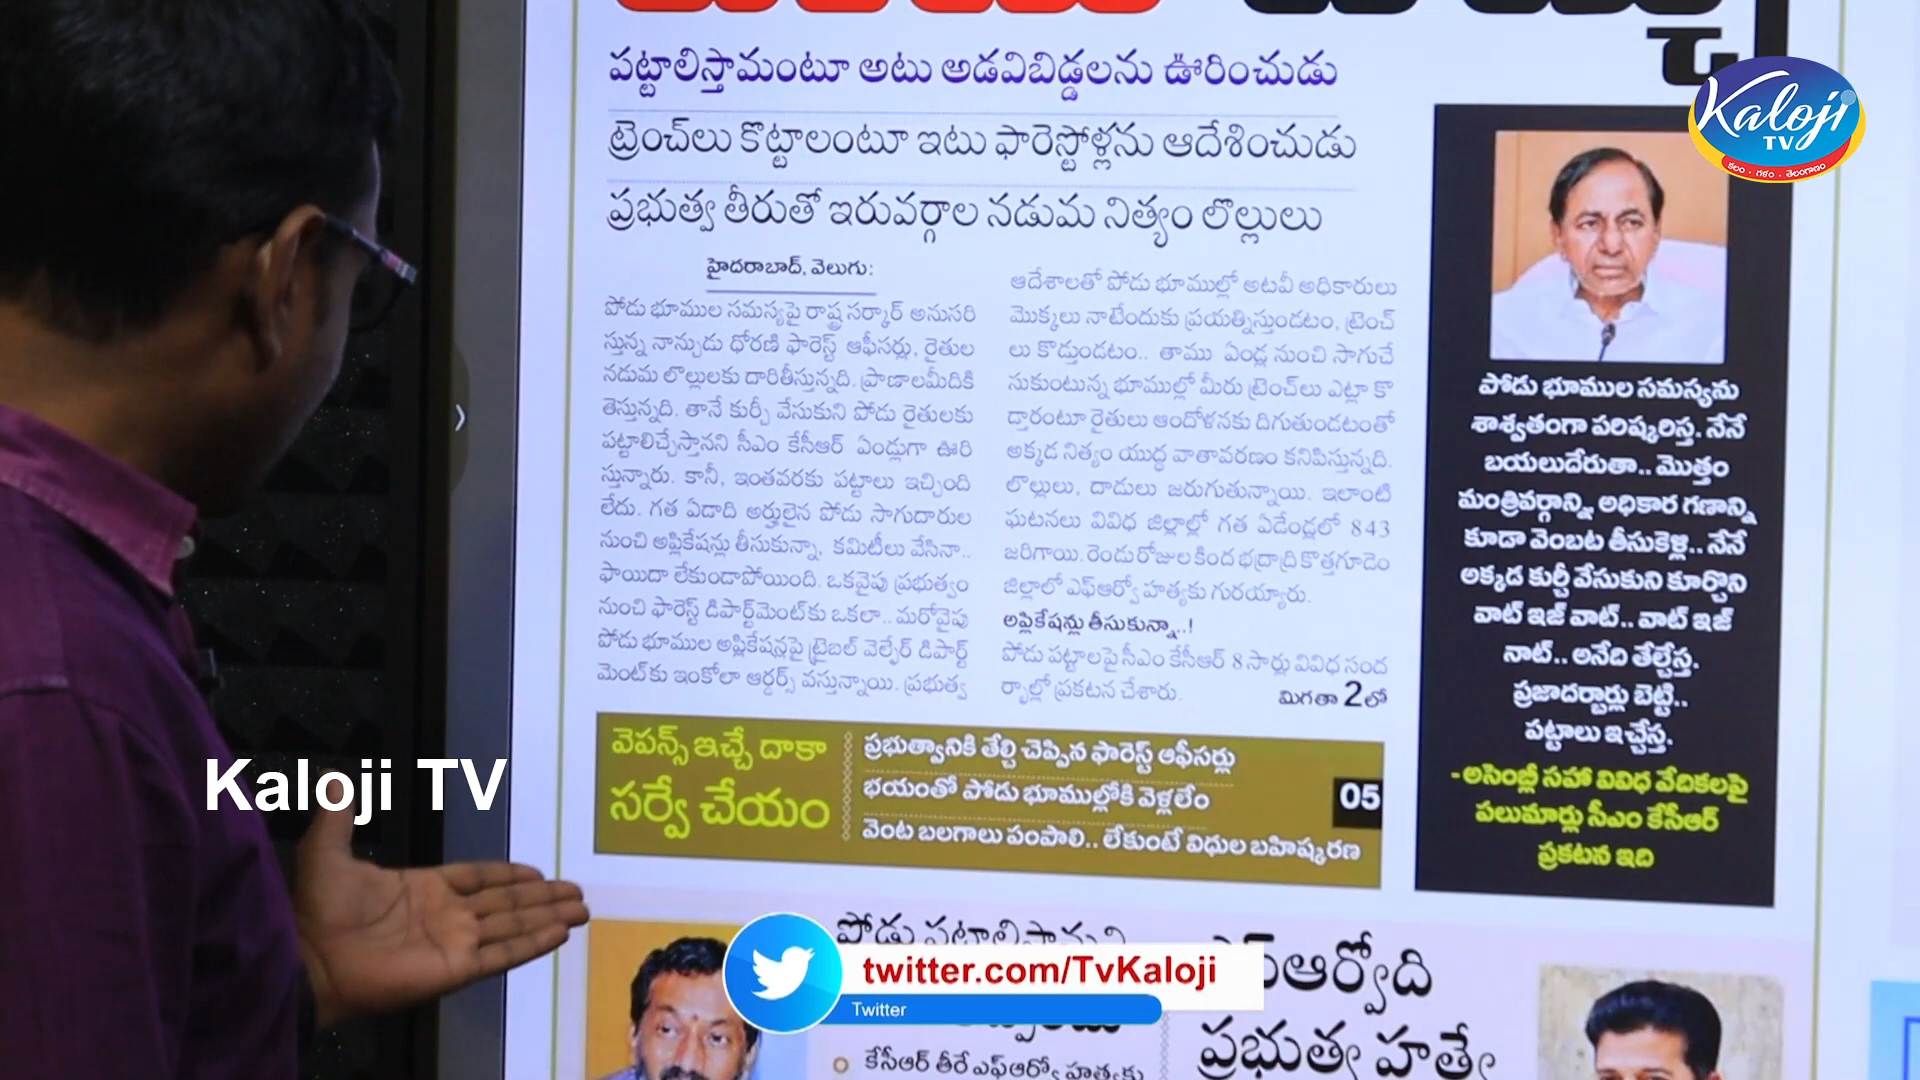 పట్టాలిస్తామంటూ అటు అడవిబిడ్డలను ఊరించుడు
ట్రెంచ్‌లు కొట్టాలంటూ ఇటు ఫారెస్టోళ్లను ఆదేశించుడు
ప్రభుత్వ తీరుతో ఇరువర్గాల నడుమ నిత్యం లొల్లులు
హైదరాబాద్, వెలుగు:
పోడు భూముల సమస్యపై రాష్ట్ర సర్కార్ అనుసరి
స్తున్న నాన్చుడు ధోరణి ఫారెస్ట్ ఆఫీసర్లు, రైతుల
నడుమ లొల్లులకు దారితీస్తున్నది. ప్రాణాలమీదికి
తెస్తున్నది. తానే కుర్చీ వేసుకుని పోడు రైతులకు
పట్టాలిచ్చేస్తానని సీఎం కేసీఆర్ ఏండ్లుగా ఊరి
స్తున్నారు. కానీ, ఇంతవరకు పట్టాలు ఇచ్చింది
లేదు. గత ఏడాది అర్హులైన పోడు సాగుదారుల
నుంచి అప్లికేషన్లు తీసుకున్నా, కమిటీలు వేసినా..
ఫాయిదా లేకుండాపోయింది. ఒకవైపు ప్రభుత్వం
నుంచి ఫారెస్ట్ డిపార్ట్‌మెంట్‌కు ఒకలా.. మరోవైపు
పోడు భూముల అప్లికేషన్లపై ట్రైబల్ వెల్ఫేర్ డిపార్ట్
మెంట్‌కు ఇంకోలా ఆర్డర్స్ వస్తున్నాయి. ప్రభుత్వ
ఆదేశాలతో పోడు భూముల్లో అటవీ అధికారులు
మొక్కలు నాటేందుకు ప్రయత్నిస్తుండటం, ట్రెంచ్
లు కొడ్తుండటం.. తాము ఏండ్ల నుంచి సాగుచే
సుకుంటున్న భూముల్లో మీరు ట్రెంచ్‌లు ఎట్లా కొ
డ్తారంటూ రైతులు ఆందోళనకు దిగుతుండటంతో
అక్కడ నిత్యం యుద్ధ వాతావరణం కనిపిస్తున్నది.
లొల్లులు, దాడులు జరుగుతున్నాయి. ఇలాంటి
ఘటనలు వివిధ జిల్లాల్లో గత ఏడేండ్లలో 843
జరిగాయి. రెండు రోజుల కింద భద్రాద్రి కొత్తగూడెం
జిల్లాలో ఎఫ్ఆర్వో హత్యకు గురయ్యారు.
అప్లికేషన్లు తీసుకున్నా..!
పోడు పట్టాలపై సీఎం కేసీఆర్ 8 సార్లు వివిధ సంద
ర్భాల్లో ప్రకటన చేశారు. మిగతా 2లో
వెపన్స్ ఇచ్చే దాకా
సర్వే చేయం
ప్రభుత్వానికి తేల్చి చెప్పిన ఫారెస్ట్ ఆఫీసర్లు
భయంతో పోడు భూముల్లోకి వెళ్లలేం
వెంట బలగాలు పంపాలి.. లేకుంటే విధుల బహిష్కరణ
05
Kaloji
TV
కలం · గళం · తెలంగాణం
పోడు భూముల సమస్యను
శాశ్వతంగా పరిష్కరిస్త. నేనే
బయలుదేరుతా.. మొత్తం
మంత్రివర్గాన్ని, అధికార గణాన్ని
కూడా వెంబట తీసుకెళ్లి.. నేనే
అక్కడ కుర్చీ వేసుకుని కూర్చొని
వాట్ ఇజ్ వాట్.. వాట్ ఇజ్
నాట్.. అనేది తేల్చేస్త.
ప్రజాదర్బార్లు బెట్టి..
పట్టాలు ఇచ్చేస్త.
- అసెంబ్లీ సహా వివిధ వేదికలపై
పలుమార్లు సీఎం కేసీఆర్
ప్రకటన ఇది
Kaloji TV
twitter.com/TvKaloji
Twitter
ప్రభుత్వ హత్యే
కేసీఆర్ తీరే ఎఫ్ఆర్వో హత్యకు